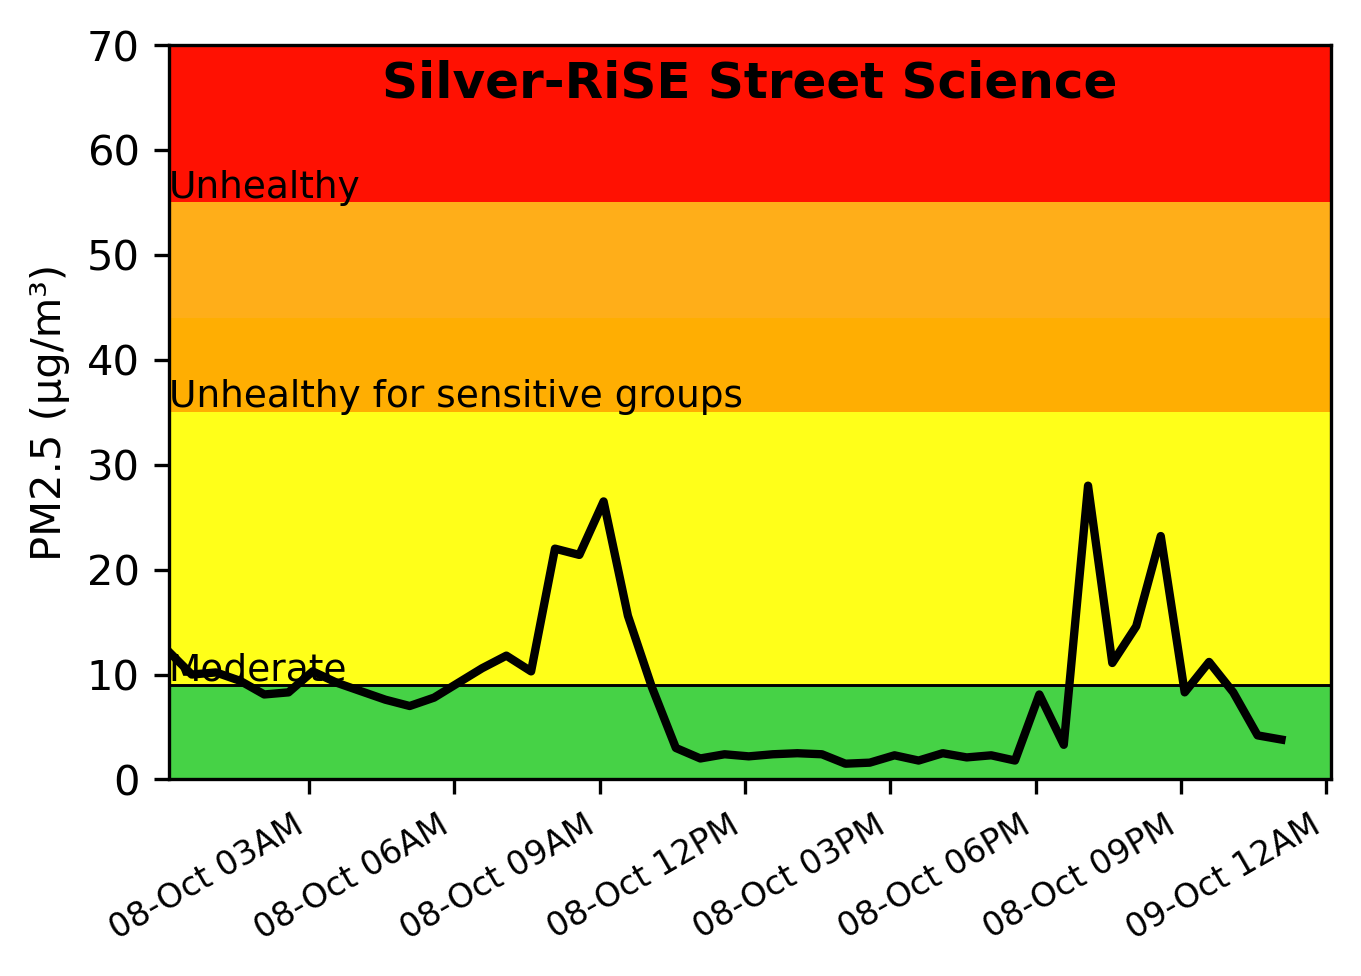 Silver-RiSE Street Science
PM2.5 (µg/m³)
70
60
50
40
30
20
10
0
Unhealthy
Unhealthy for sensitive groups
Moderate
08-Oct 03AM
08-Oct 06AM
08-Oct 09AM
08-Oct 12PM
08-Oct 03PM
08-Oct 06PM
08-Oct 09PM
09-Oct 12AM